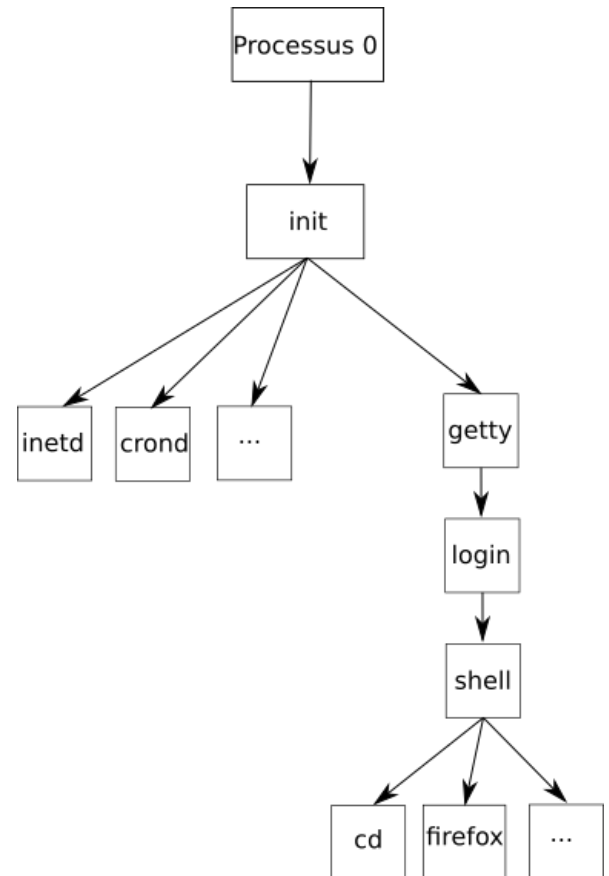 Processus 0
init
inetd
crond
...
getty
login
shell
cd
firefox
...